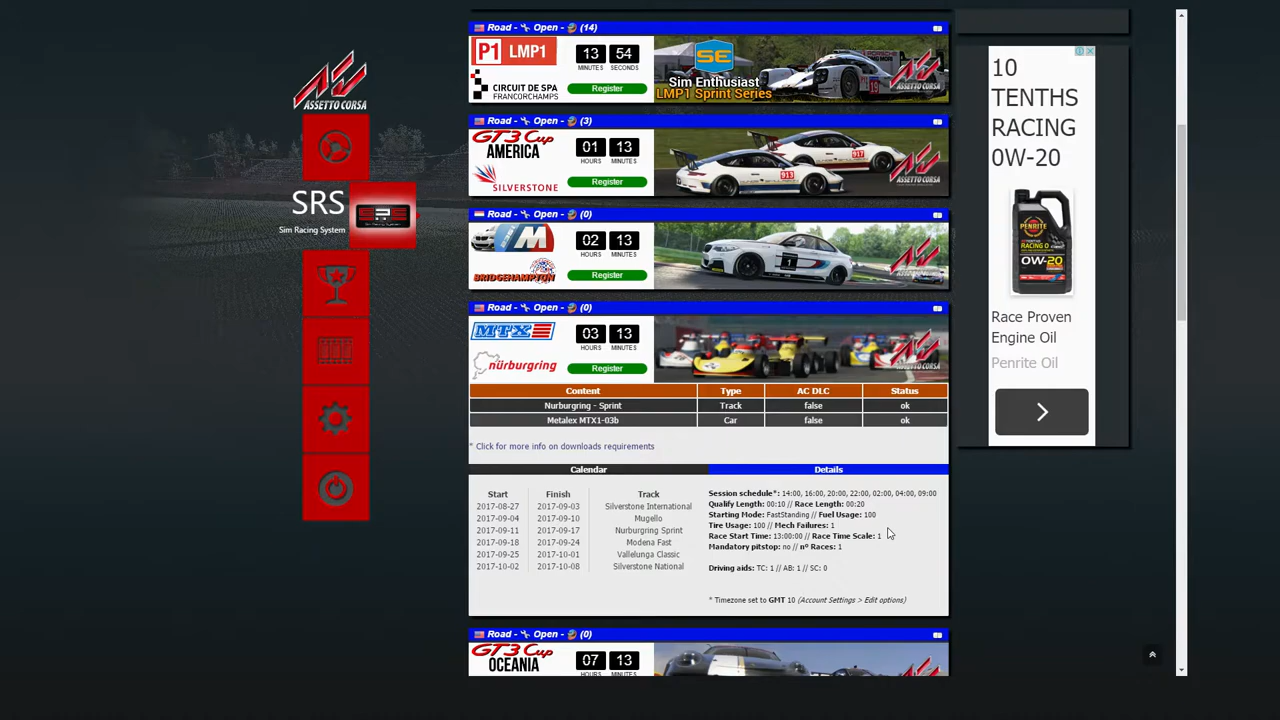 Road - Open - (14)
P1 LMP1
CIRCUIT DE SPA
FRANCORCHAMPS
13 54
MINUTES SECONDS
Register
SE
Sim Enthusiast
LMP1 Sprint Series
ASSETTO CORSA
ASSETTO CORSA
SRS
Sim Racing System
Road - Open - (3)
GT3 Cup
AMERICA
SILVERSTONE
01 13
HOURS MINUTES
Register
Road - Open - (0)
M
BRIDGEHAMPTON
02 13
HOURS MINUTES
Register
Road - Open - (0)
MTX
nürburgring
03 13
HOURS MINUTES
Register
Content Type AC DLC Status
Nurburgring - Sprint Track false ok
Metalex MTX1-03b Car false ok
* Click for more info on downloads requirements
Calendar Details
Start Finish Track
2017-08-27 2017-09-03 Silverstone International
2017-09-04 2017-09-10 Mugello
2017-09-11 2017-09-17 Nurburgring Sprint
2017-09-18 2017-09-24 Modena Fast
2017-09-25 2017-10-01 Vallelunga Classic
2017-10-02 2017-10-08 Silverstone National
Session schedule*: 14:00, 16:00, 20:00, 22:00, 02:00, 04:00, 09:00
Qualify Length: 00:10 // Race Length: 00:20
Starting Mode: FastStanding // Fuel Usage: 100
Tire Usage: 100 // Mech Failures: 1
Race Start Time: 13:00:00 // Race Time Scale: 1
Mandatory pitstop: no // nº Races: 1
Driving aids: TC: 1 // AB: 1 // SC: 0
* Timezone set to GMT 10 (Account Settings > Edit options)
Road - Open - (0)
GT3 Cup
OCEANIA
07 13
10
TENTHS
RACING
0W-20
PENRITE
RACING 10
0W-20
Race Proven
Engine Oil
Penrite Oil